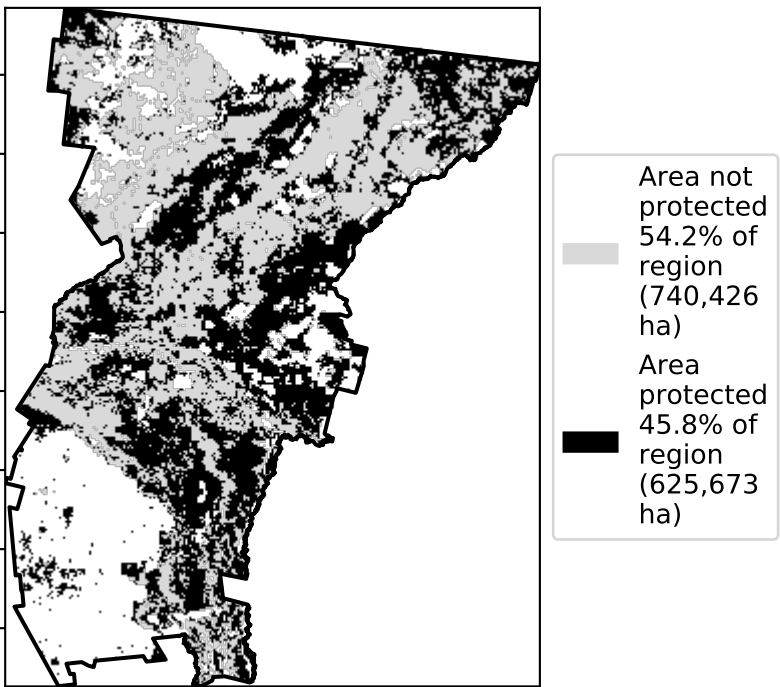 Area not
protected
54.2% of
region
(740,426
ha)
Area
protected
45.8% of
region
(625,673
ha)